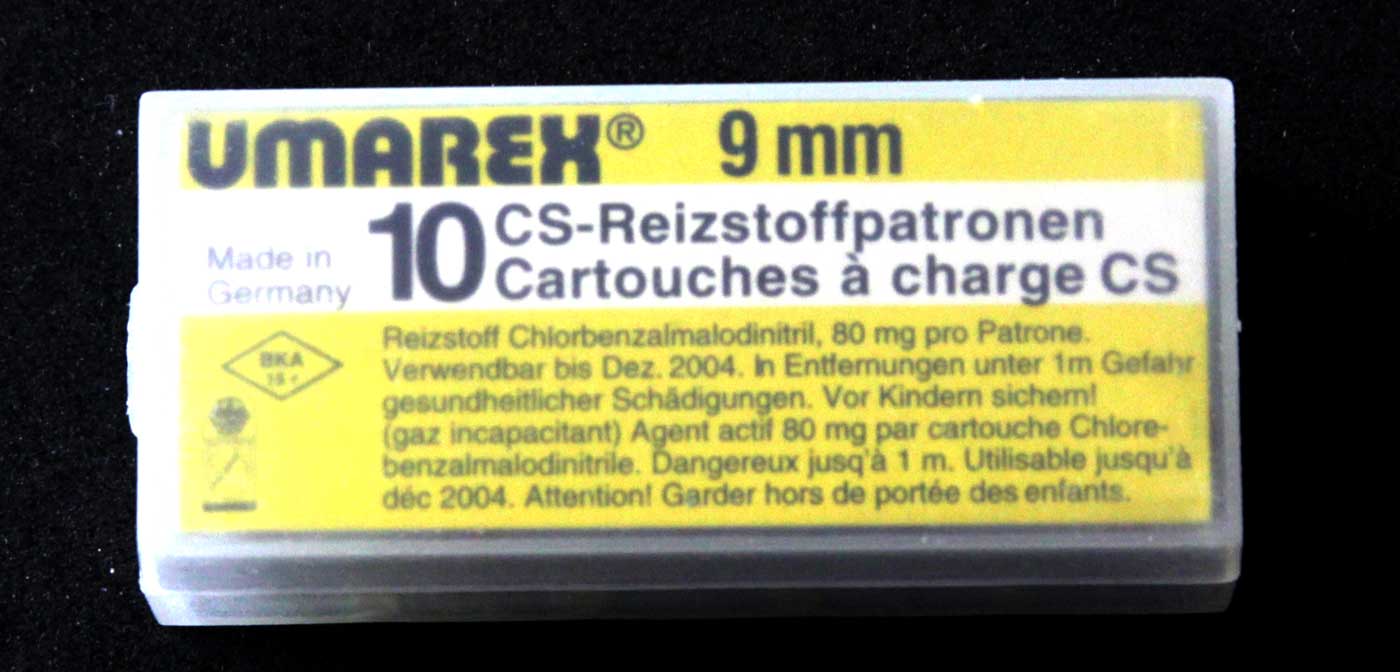 UMAREX® 9 mm
10 CS-Reizstoffpatronen
Cartouches à charge CS
Made in
Germany
BKA
Reizstoff Chlorbenzalmalodinitril, 80 mg pro Patrone.
Verwendbar bis Dez. 2004. In Entfernungen unter 1m Gefahr
gesundheitlicher Schädigungen. Vor Kindern sichern!
(gaz incapacitant) Agent actif 80 mg par cartouche Chlore-
benzalmalodinitrile. Dangereux jusq'à 1 m. Utilisable jusqu'à
déc 2004. Attention! Garder hors de portée des enfants.